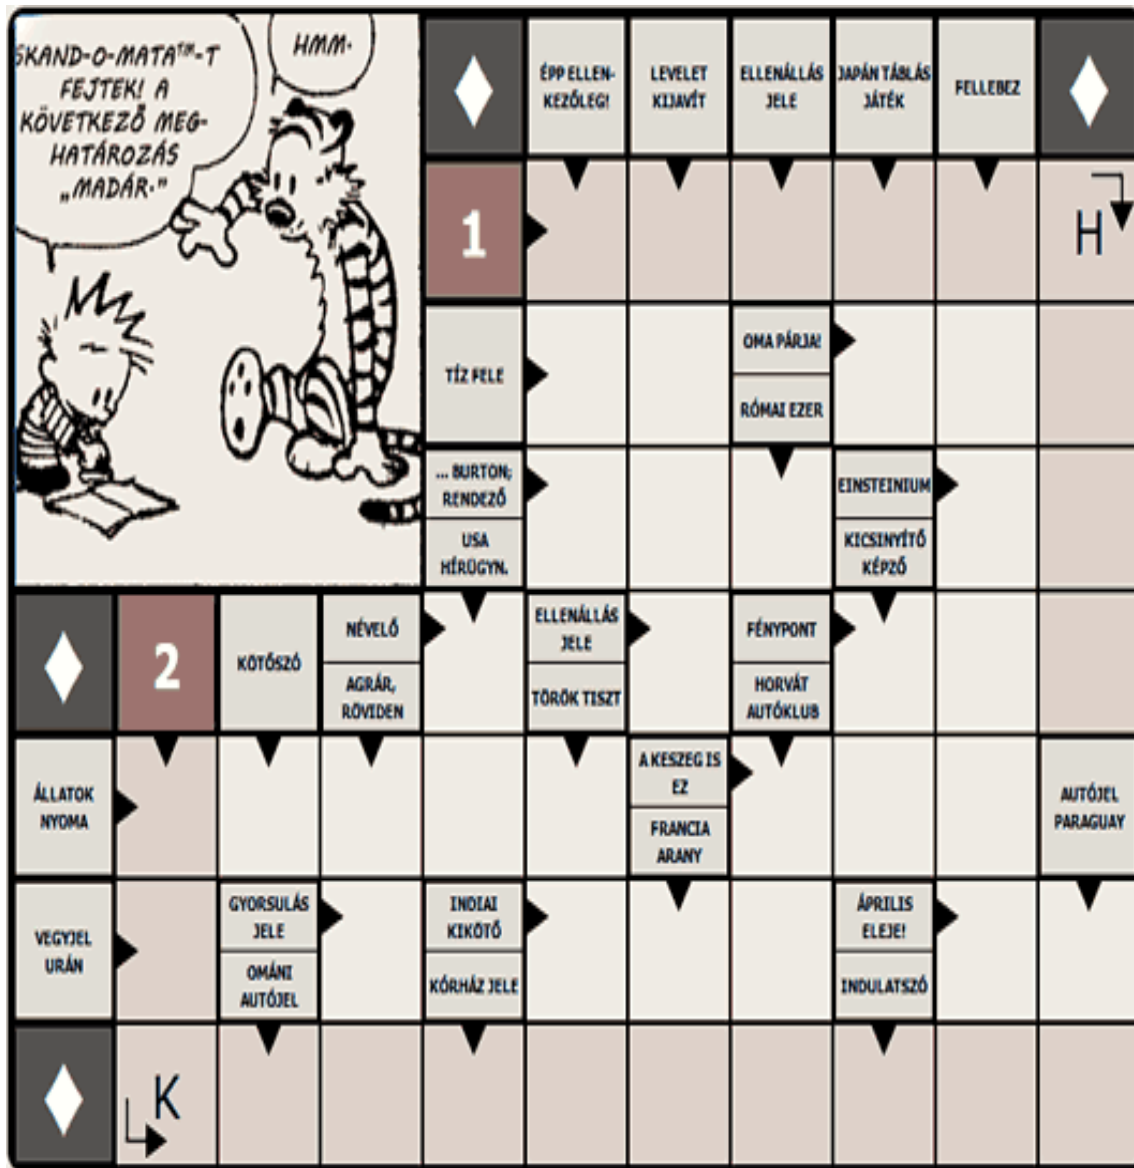 SKAND-O-MATA™-T
FEJTEK! A
KÖVETKEZŐ MEG-
HATÁROZÁS
„MADÁR.”
HMM.
ÉPP ELLEN-
KEZŐLEG!
LEVELET
KIJAVÍT
ELLENÁLLÁS
JELE
JAPÁN TÁBLÁS
JÁTÉK
FELLEBEZ
1
H
TÍZ FELE
OMA PÁRJA!
RÓMAI EZER
... BURTON;
RENDEZŐ
USA
HÍRÜGYN.
EINSTEINIUM
KICSINYÍTŐ
KÉPZŐ
2
KÖTŐSZÓ
NÉVELŐ
AGRÁR,
RÖVIDEN
ELLENÁLLÁS
JELE
TÖRÖK TISZT
FÉNYPONT
HORVÁT
AUTÓKLUB
ÁLLATOK
NYOMA
A KESZEG IS
EZ
FRANCIA
ARANY
AUTÓJEL
PARAGUAY
VEGYJEL
URÁN
GYORSULÁS
JELE
OMÁNI
AUTÓJEL
INDIAI
KIKÖTŐ
KÓRHÁZ JELE
ÁPRILIS
ELEJE!
INDULATSZÓ
K